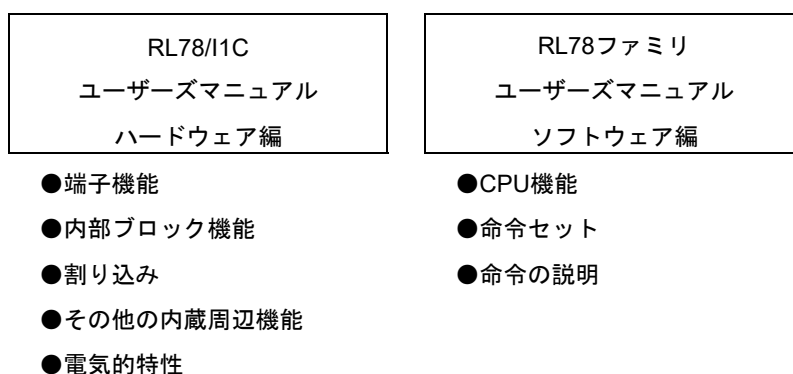 RL78/I1C
ユーザーズマニュアル
ハードウェア編
●端子機能
●内部ブロック機能
●割り込み
●その他の内蔵周辺機能
●電気的特性
RL78ファミリ
ユーザーズマニュアル
ソフトウェア編
●CPU機能
●命令セット
●命令の説明